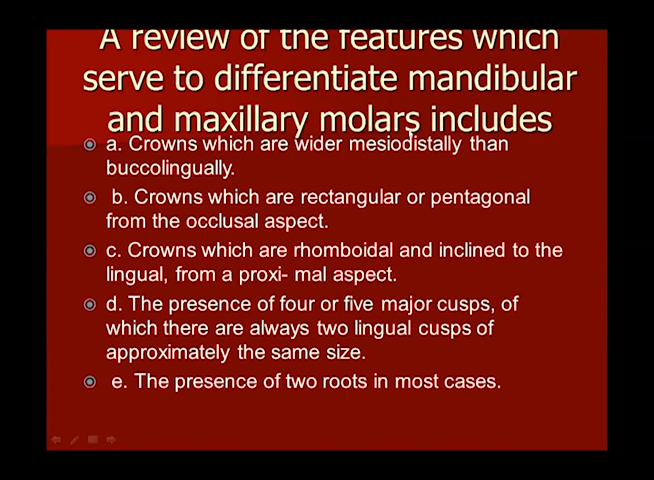 A review of the features which
serve to differentiate mandibular
and maxillary molars includes
a. Crowns which are wider mesiodistally than
buccolingually.
b. Crowns which are rectangular or pentagonal
from the occlusal aspect.
c. Crowns which are rhomboidal and inclined to the
lingual, from a proxi- mal aspect.
d. The presence of four or five major cusps, of
which there are always two lingual cusps of
approximately the same size.
e. The presence of two roots in most cases.